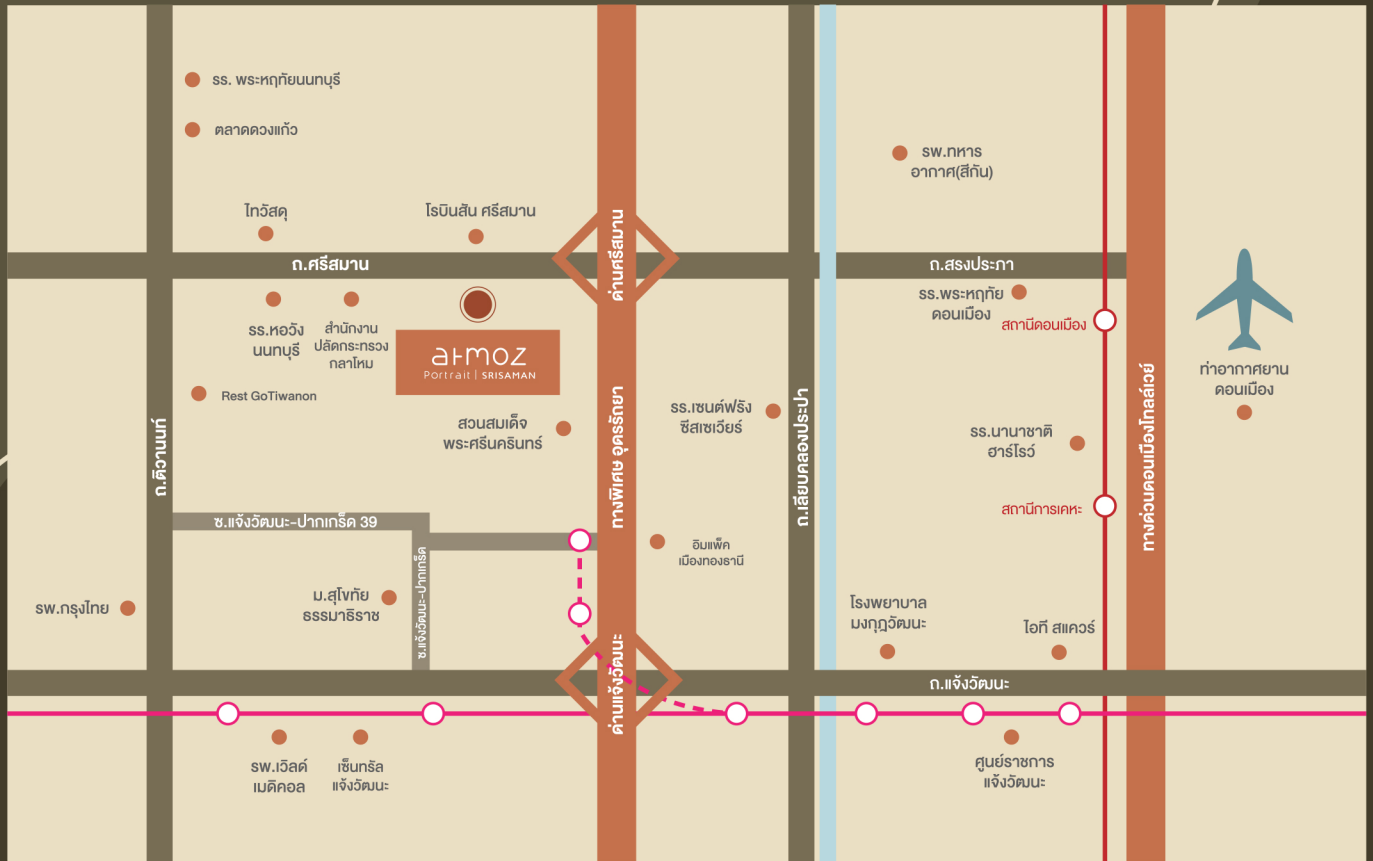 รร. พระหฤทัยนนทบุรี
ตลาดดวงแก้ว
รพ.ทหาร
อากาศ(สีกัน)
ไทวัสดุ
โรบินสัน ศรีสมาน
ด่านศรีสมาน
ถ.ศรีสมาน
ถ.สรงประภา
รร.หอวัง
นนทบุรี
สำนักงาน
ปลัดกระทรวง
กลาโหม
atmoz
Portrait | SRISAMAN
รร.พระหฤทัย
ดอนเมือง
สถานีดอนเมือง
ท่าอากาศยาน
ดอนเมือง
Rest GoTiwanon
สวนสมเด็จ
พระศรีนครินทร์
รร.เซนต์ฟรัง
ซีสเซเวียร์
รร.นานาชาติ
ฮาร์โรว์
ถ.ติวานนท์
ทางพิเศษ อุดรรัถยา
ถ.เลียบคลองประปา
ทางด่วนดอนเมืองโทลล์เวย์
สถานีการเคหะ
ซ.แจ้งวัฒนะ-ปากเกร็ด 39
อิมแพ็ค
เมืองทองธานี
ซ.แจ้งวัฒนะ-ปากเกร็ด
รพ.กรุงไทย
ม.สุโขทัย
ธรรมาธิราช
โรงพยาบาล
มงกุฎวัฒนะ
ไอที สแควร์
ด่านแจ้งวัฒนะ
ถ.แจ้งวัฒนะ
รพ.เวิลด์
เมดิคอล
เซ็นทรัล
แจ้งวัฒนะ
ศูนย์ราชการ
แจ้งวัฒนะ